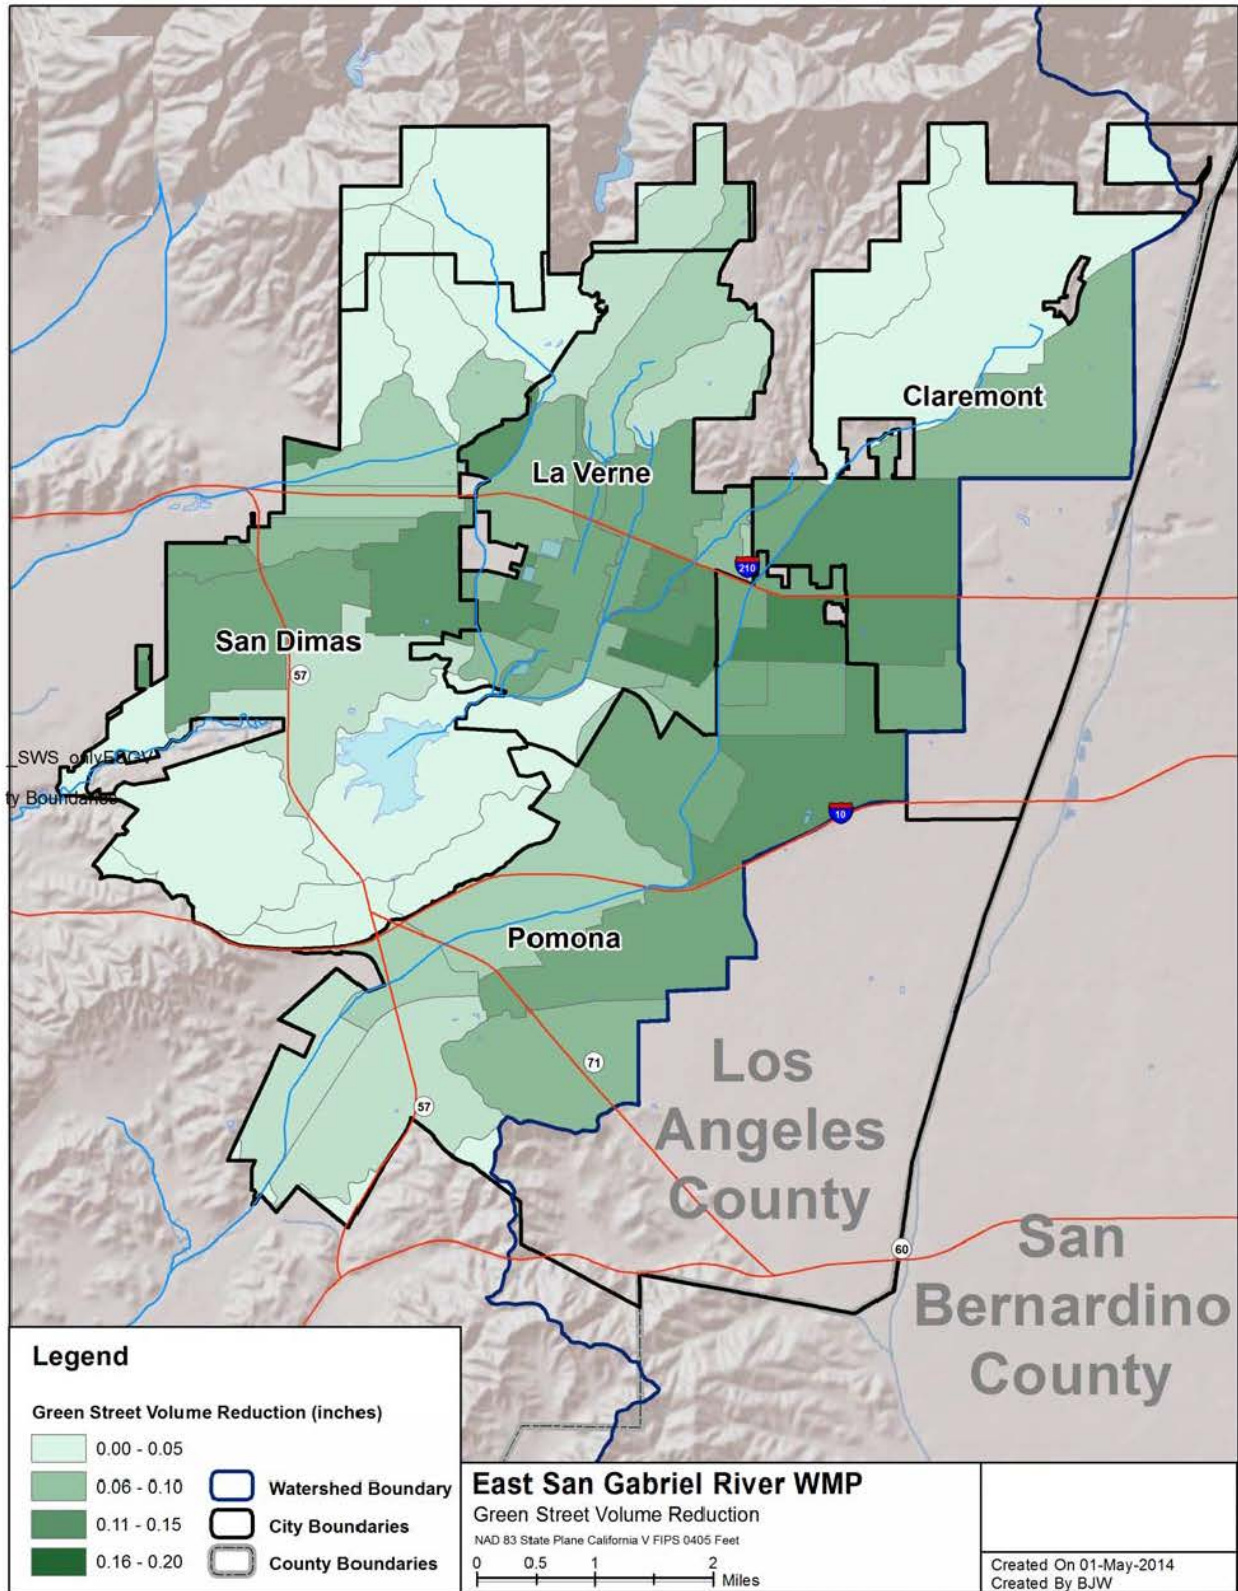 Claremont
La Verne
210
San Dimas
57
_SWS_onlyESGV
ty Boundaries
10
Pomona
71
57
Los
Angeles
County
60
San
Bernardino
County
Legend
Green Street Volume Reduction (inches)
0.00 - 0.05
0.06 - 0.10
0.11 - 0.15
0.16 - 0.20
Watershed Boundary
City Boundaries
County Boundaries
East San Gabriel River WMP
Green Street Volume Reduction
NAD 83 State Plane California V FIPS 0405 Feet
0 0.5 1 2
Miles
Created On 01-May-2014
Created By BJW